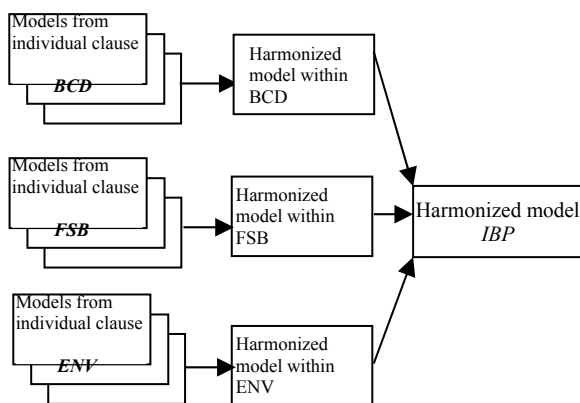 Models from
individual clause
BCD
Harmonized
model within
BCD
Models from
individual clause
FSB
Harmonized
model within
FSB
Harmonized model
IBP
Models from
individual clause
ENV
Harmonized
model within
ENV